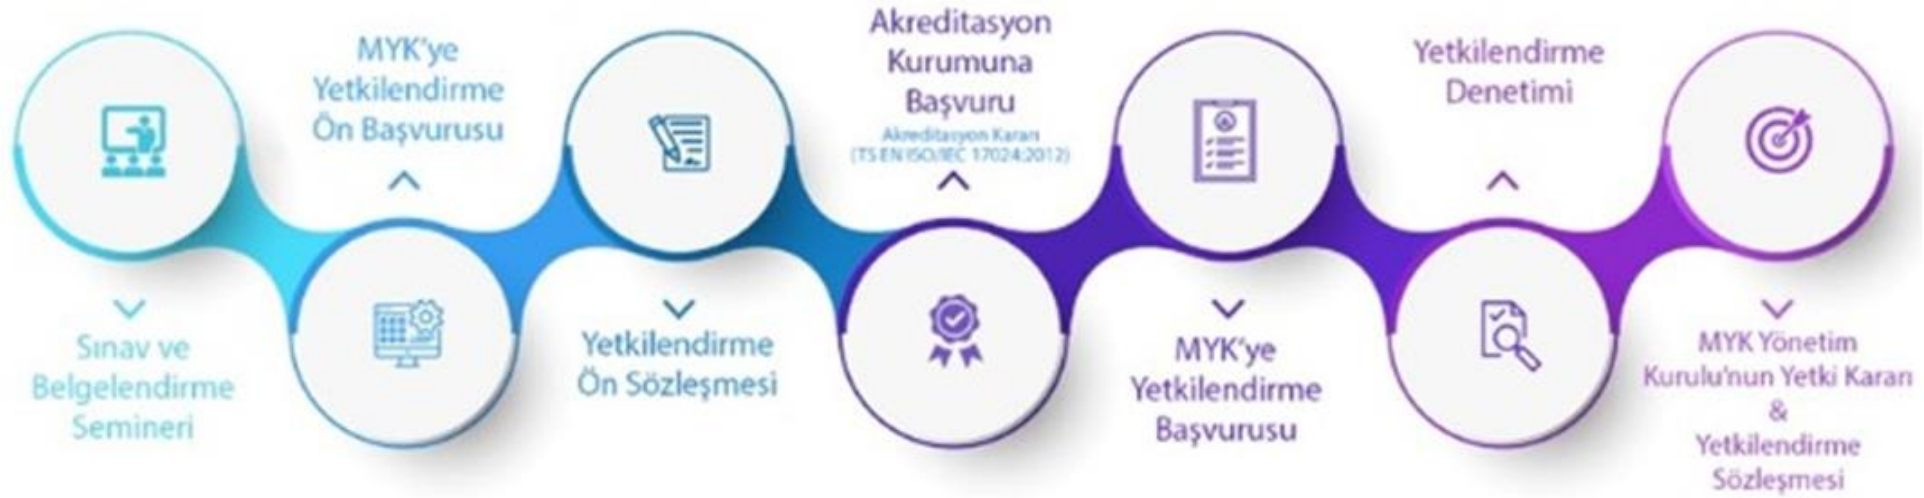 Sınav ve
Belgelendirme
Semineri
MYK'ye
Yetkilendirme
Ön Başvurusu
Yetkilendirme
Ön Sözleşmesi
Akreditasyon
Kurumuna
Başvuru
Akreditasyon Kararı
(TS EN ISO/IEC 17024:2012)
MYK'ye
Yetkilendirme
Başvurusu
Yetkilendirme
Denetimi
MYK Yönetim
Kurulu'nun Yetki Kararı
&
Yetkilendirme
Sözleşmesi